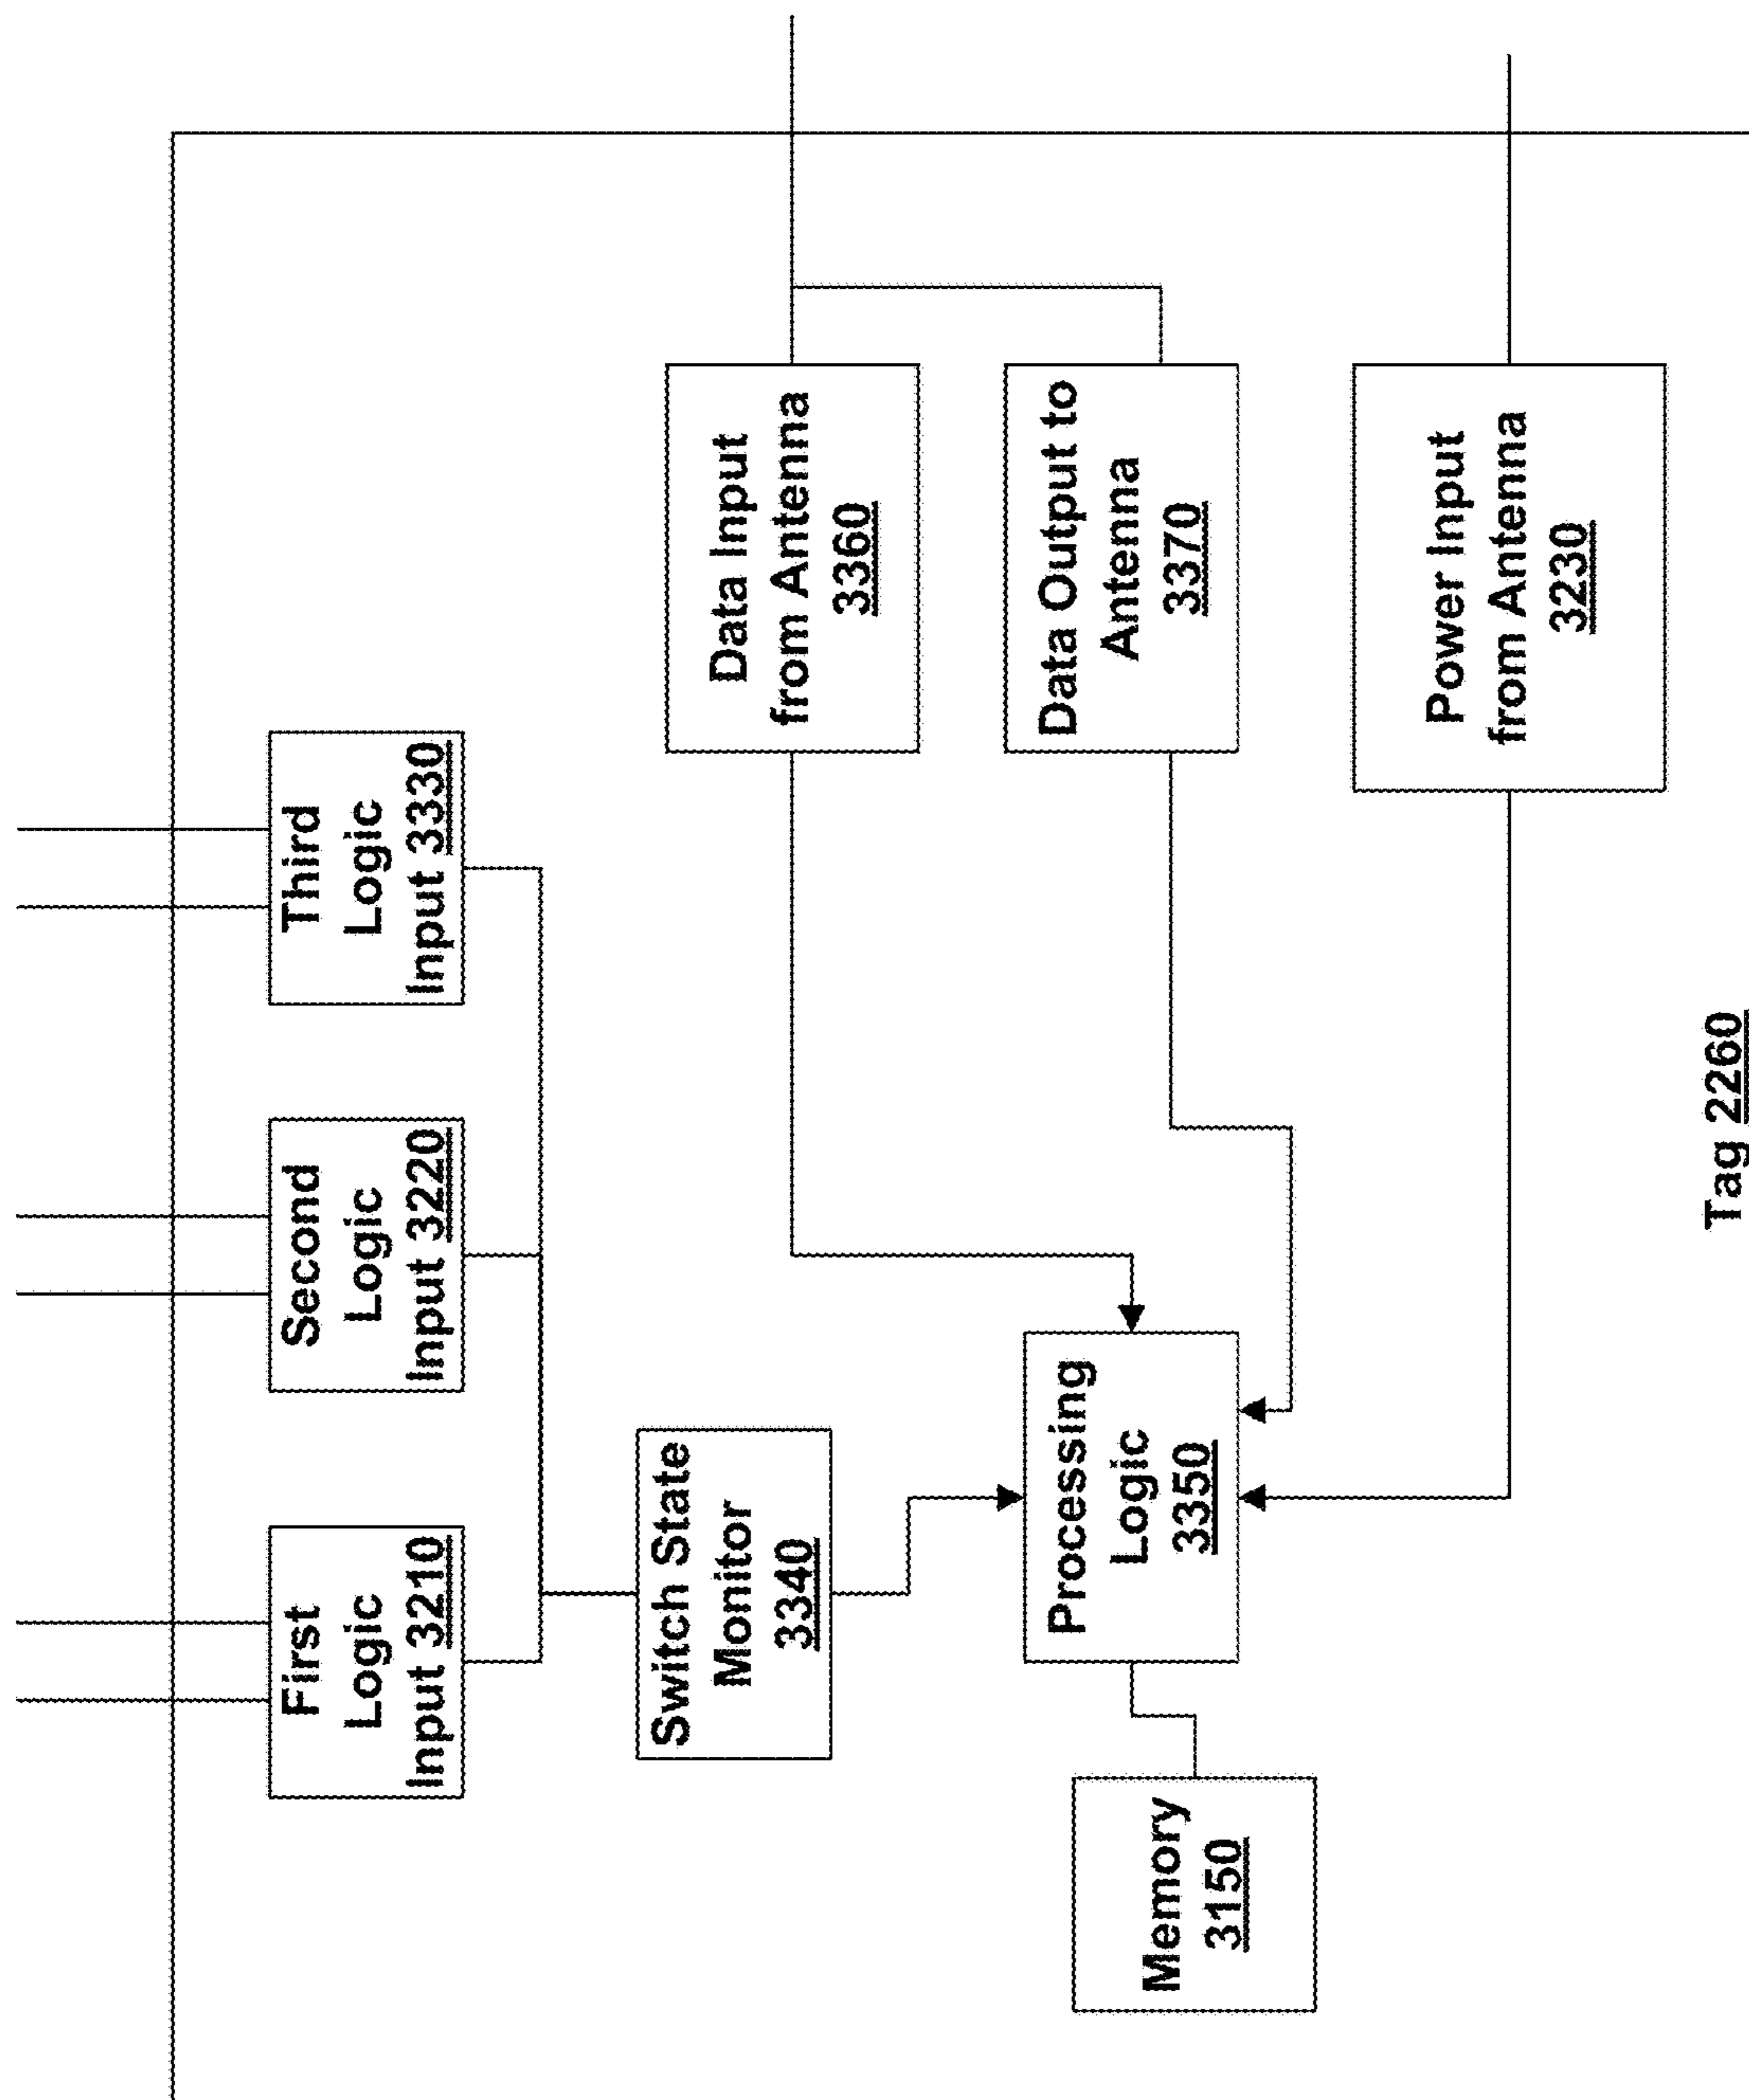 First
Logic
Input 3210
Second
Logic
Input 3220
Third
Logic
Input 3330
Switch State
Monitor
3340
Data Input
from Antenna
3360
Data Output to
Antenna
3370
Processing
Logic
3350
Memory
3150
Power Input
from Antenna
3230
Tag 2260